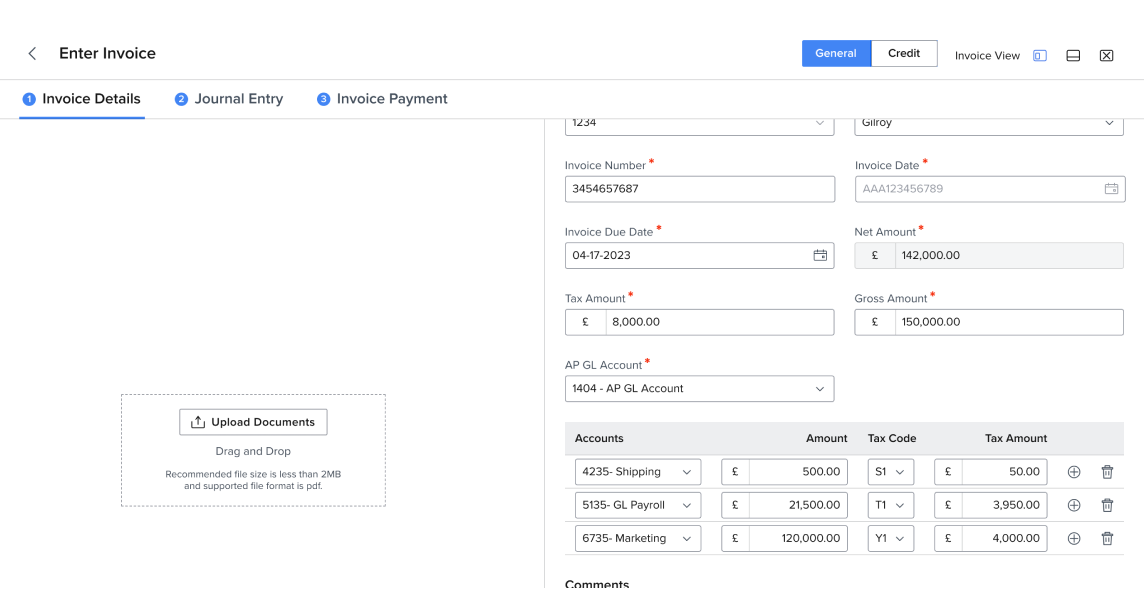 Enter Invoice
General Credit Invoice View
1 Invoice Details 2 Journal Entry 3 Invoice Payment
1234 Gilroy
Invoice Number * Invoice Date *
3454657687 AAA123456789
Invoice Due Date * Net Amount *
04-17-2023 £ 142,000.00
Tax Amount * Gross Amount *
£ 8,000.00 £ 150,000.00
AP GL Account *
1404 - AP GL Account
Upload Documents
Drag and Drop
Recommended file size is less than 2MB
and supported file format is pdf.
Accounts Amount Tax Code Tax Amount
4235- Shipping £ 500.00 S1 £ 50.00
5135- GL Payroll £ 21,500.00 T1 £ 3,950.00
6735- Marketing £ 120,000.00 Y1 £ 4,000.00
Comments